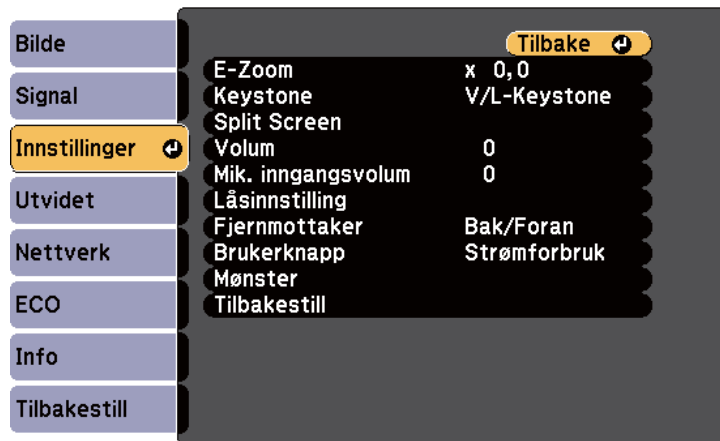 Bilde
Signal
Innstillinger
Utvidet
Nettverk
ECO
Info
Tilbakestill
Tilbake
E-Zoom x 0,0
Keystone V/L-Keystone
Split Screen
Volum 0
Mik. inngangsvolum 0
Låsinnstilling
Fjernmottaker Bak/Foran
Brukerknapp Strømforbruk
Mønster
Tilbakestill